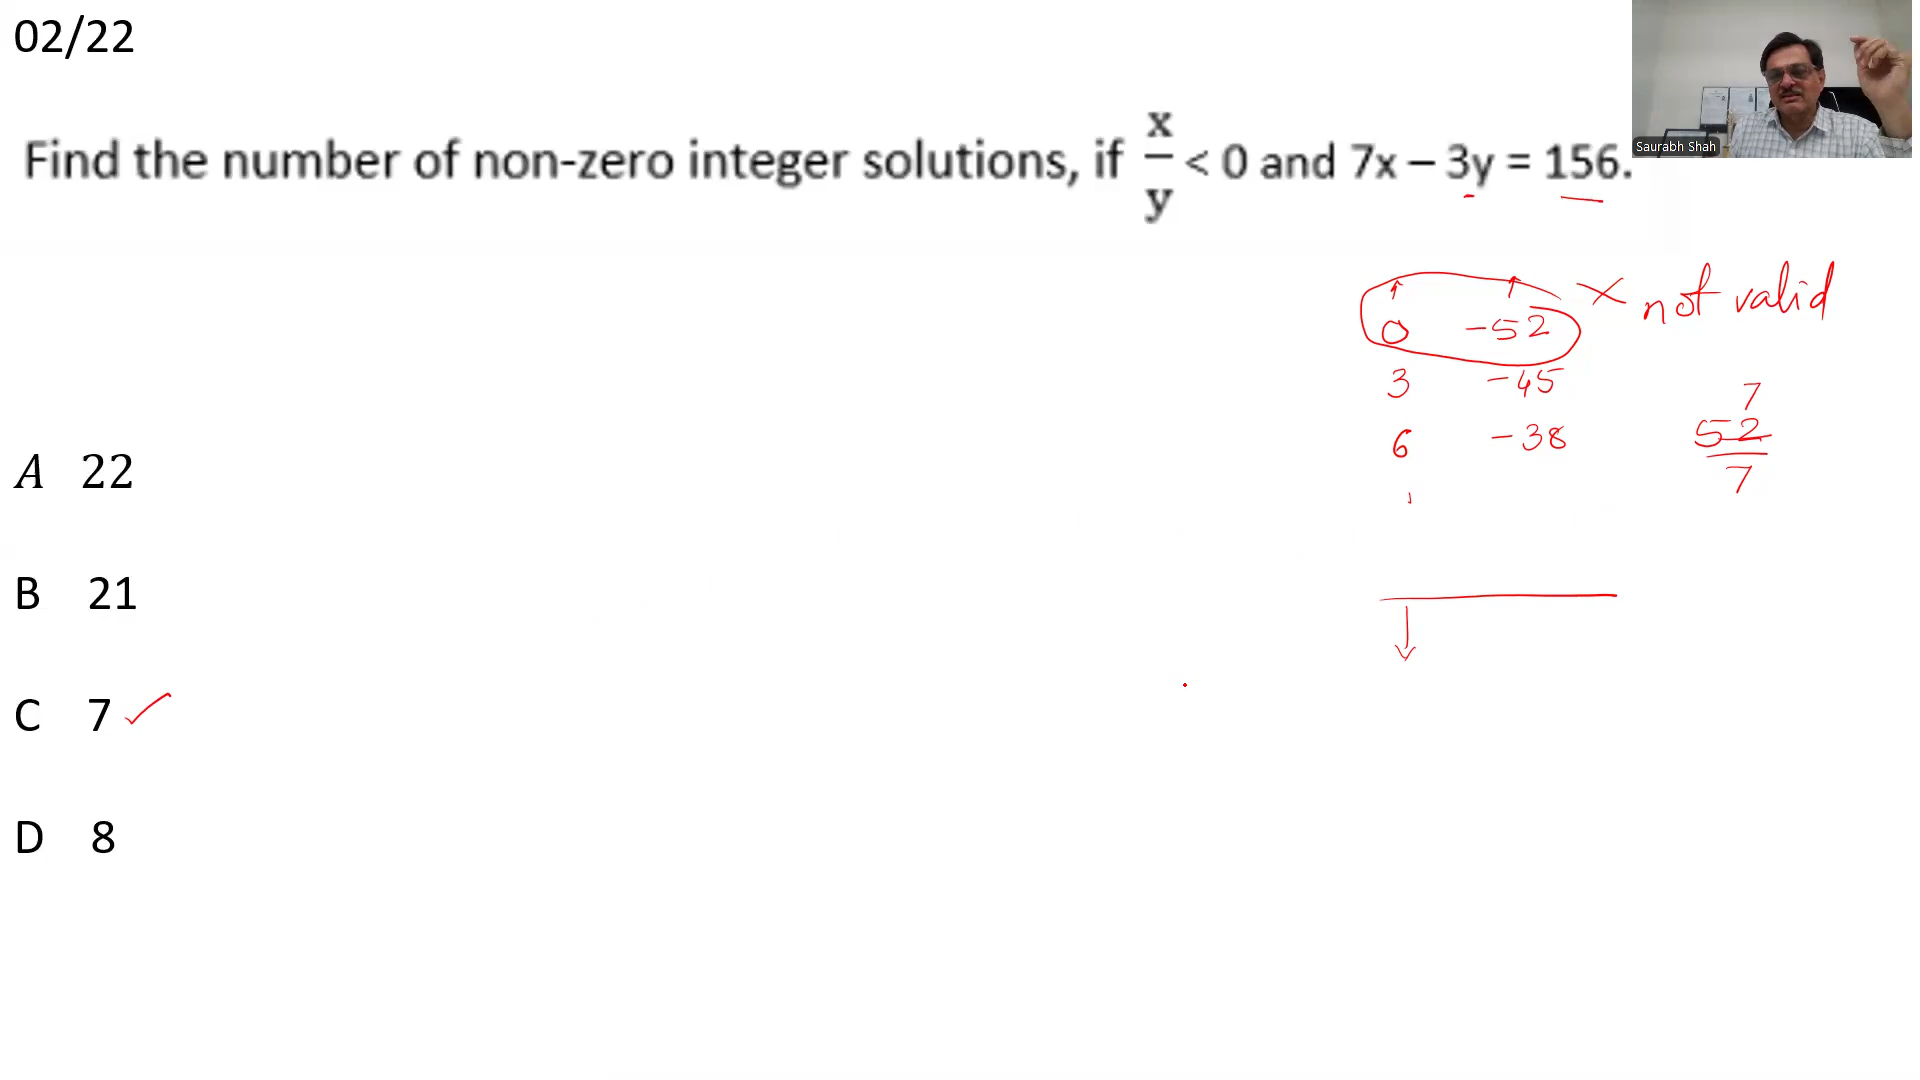 02/22
Find the number of non-zero integer solutions, if x/y < 0 and 7x – 3y = 156.
Saurabh Shah
0 -52 × not valid
3 -45
6 -38
7
52
7
A 22
B 21
C 7 ✓
D 8